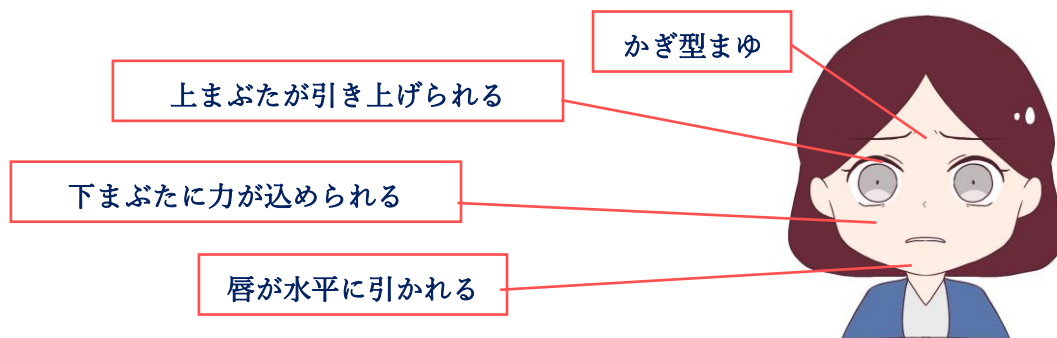 かぎ型まゆ
上まぶたが引き上げられる
下まぶたに力が込められる
唇が水平に引かれる